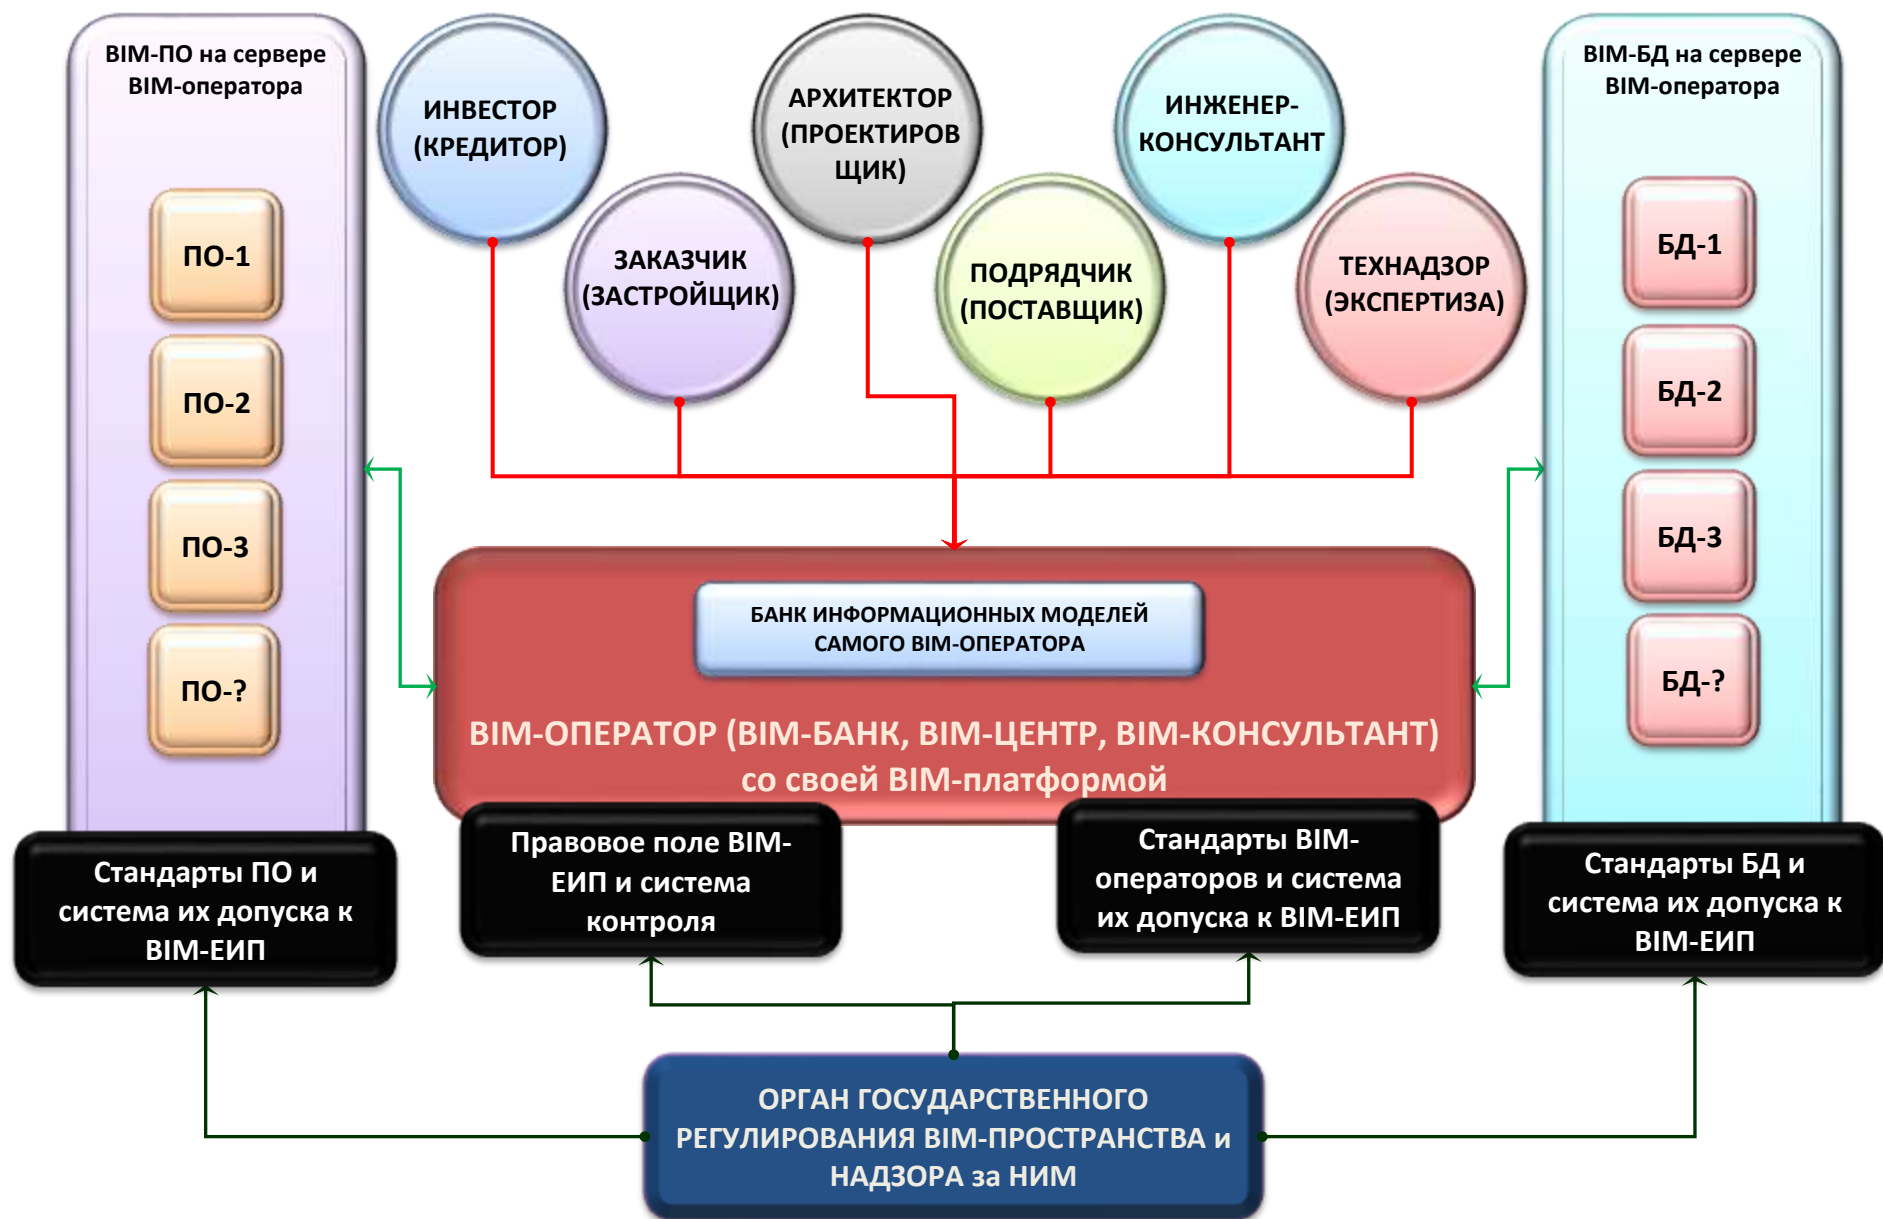 BIM-ПО на сервере
BIM-оператора
ПО-1
ПО-2
ПО-3
ПО-?
ИНВЕСТОР
(КРЕДИТОР)
ЗАКАЗЧИК
(ЗАСТРОЙЩИК)
АРХИТЕКТОР
(ПРОЕКТИРОВ
ЩИК)
ПОДРЯДЧИК
(ПОСТАВЩИК)
ИНЖЕНЕР-
КОНСУЛЬТАНТ
ТЕХНАДЗОР
(ЭКСПЕРТИЗА)
BIM-БД на сервере
BIM-оператора
БД-1
БД-2
БД-3
БД-?
БАНК ИНФОРМАЦИОННЫХ МОДЕЛЕЙ
САМОГО BIM-ОПЕРАТОРА
BIM-ОПЕРАТОР (BIM-БАНК, BIM-ЦЕНТР, BIM-КОНСУЛЬТАНТ)
со своей BIM-платформой
Стандарты ПО и
система их допуска к
BIM-ЕИП
Правовое поле BIM-
ЕИП и система
контроля
Стандарты BIM-
операторов и система
их допуска к BIM-ЕИП
Стандарты БД и
система их допуска к
BIM-ЕИП
ОРГАН ГОСУДАРСТВЕННОГО
РЕГУЛИРОВАНИЯ BIM-ПРОСТРАНСТВА и
НАДЗОРА за НИМ